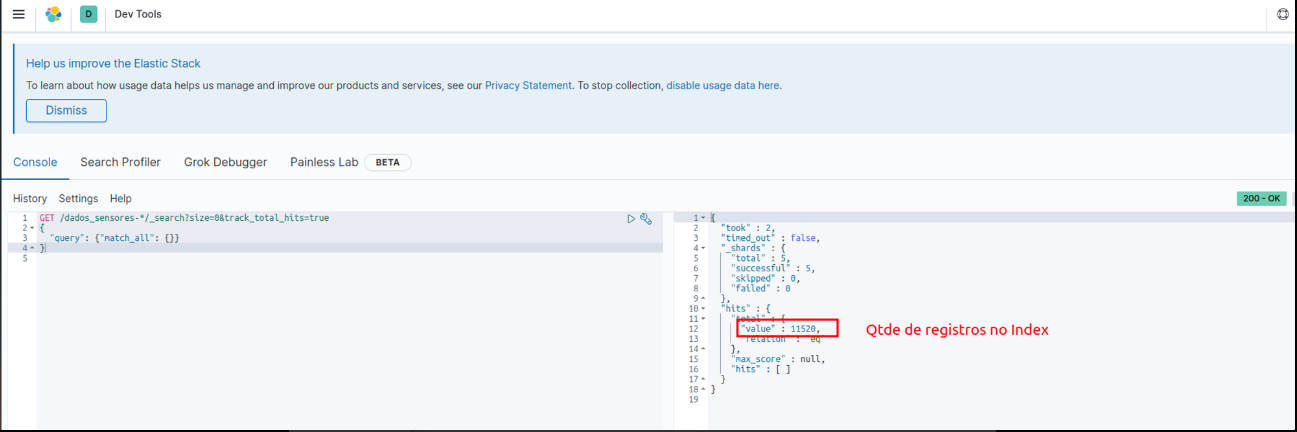 D Dev Tools
Help us improve the Elastic Stack
To learn about how usage data helps us manage and improve our products and services, see our Privacy Statement. To stop collection, disable usage data here.
Dismiss
Console Search Profiler Grok Debugger Painless Lab BETA
History Settings Help
200 - OK
1 GET /dados_sensores-*/_search?size=0&track_total_hits=true
2 {
3 "query": {"match_all": {}}
4 }
5
1 {
2 "took" : 2,
3 "timed_out" : false,
4 "_shards" : {
5 "total" : 5,
6 "successful" : 5,
7 "skipped" : 0,
8 "failed" : 0
9 },
10 "hits" : {
11 "total" : {
12 "value" : 11520,
13 "relation" : "eq"
14 },
15 "max_score" : null,
16 "hits" : [ ]
17 }
18 }
19
Qtde de registros no Index